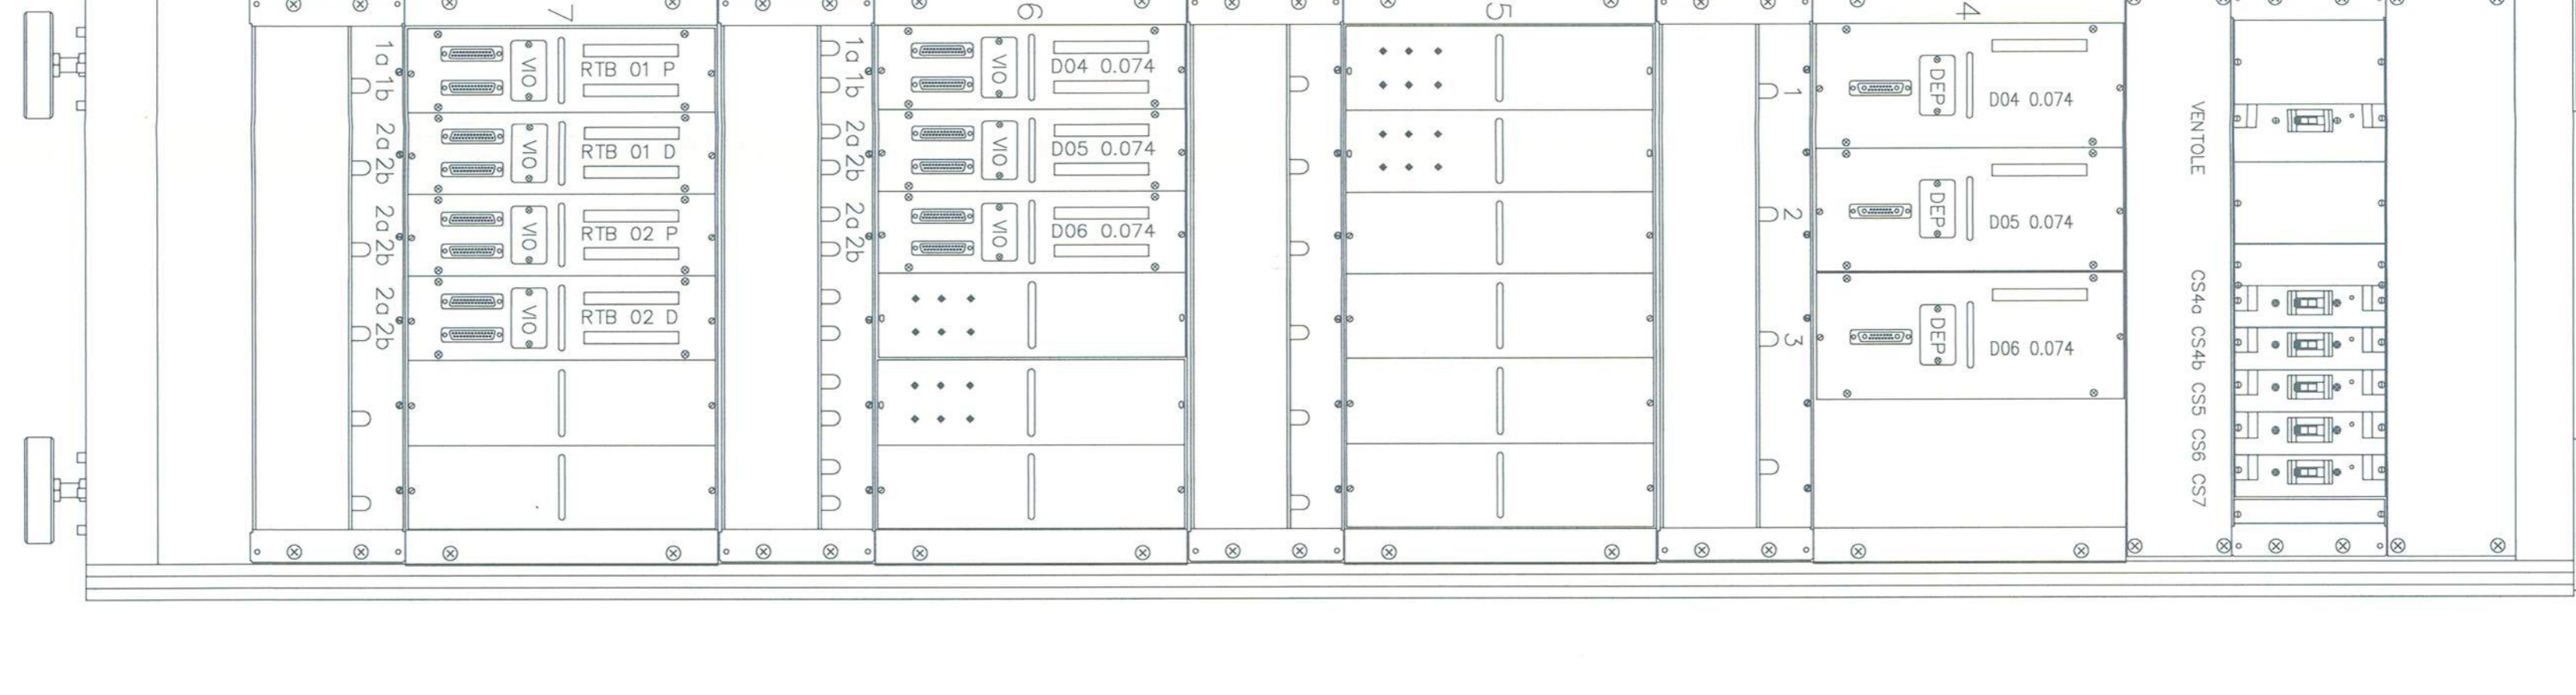 7
6
5
4
1a 1b
VIO
RTB 01 P
2a 2b
VIO
RTB 01 D
2a 2b
VIO
RTB 02 P
2a 2b
VIO
RTB 02 D
1a 1b
VIO
D04 0.074
2a 2b
VIO
D05 0.074
2a 2b
VIO
D06 0.074
1
DEP
D04 0.074
2
DEP
D05 0.074
3
DEP
D06 0.074
VENTOLE
CS4a CS4b CS5 CS6 CS7